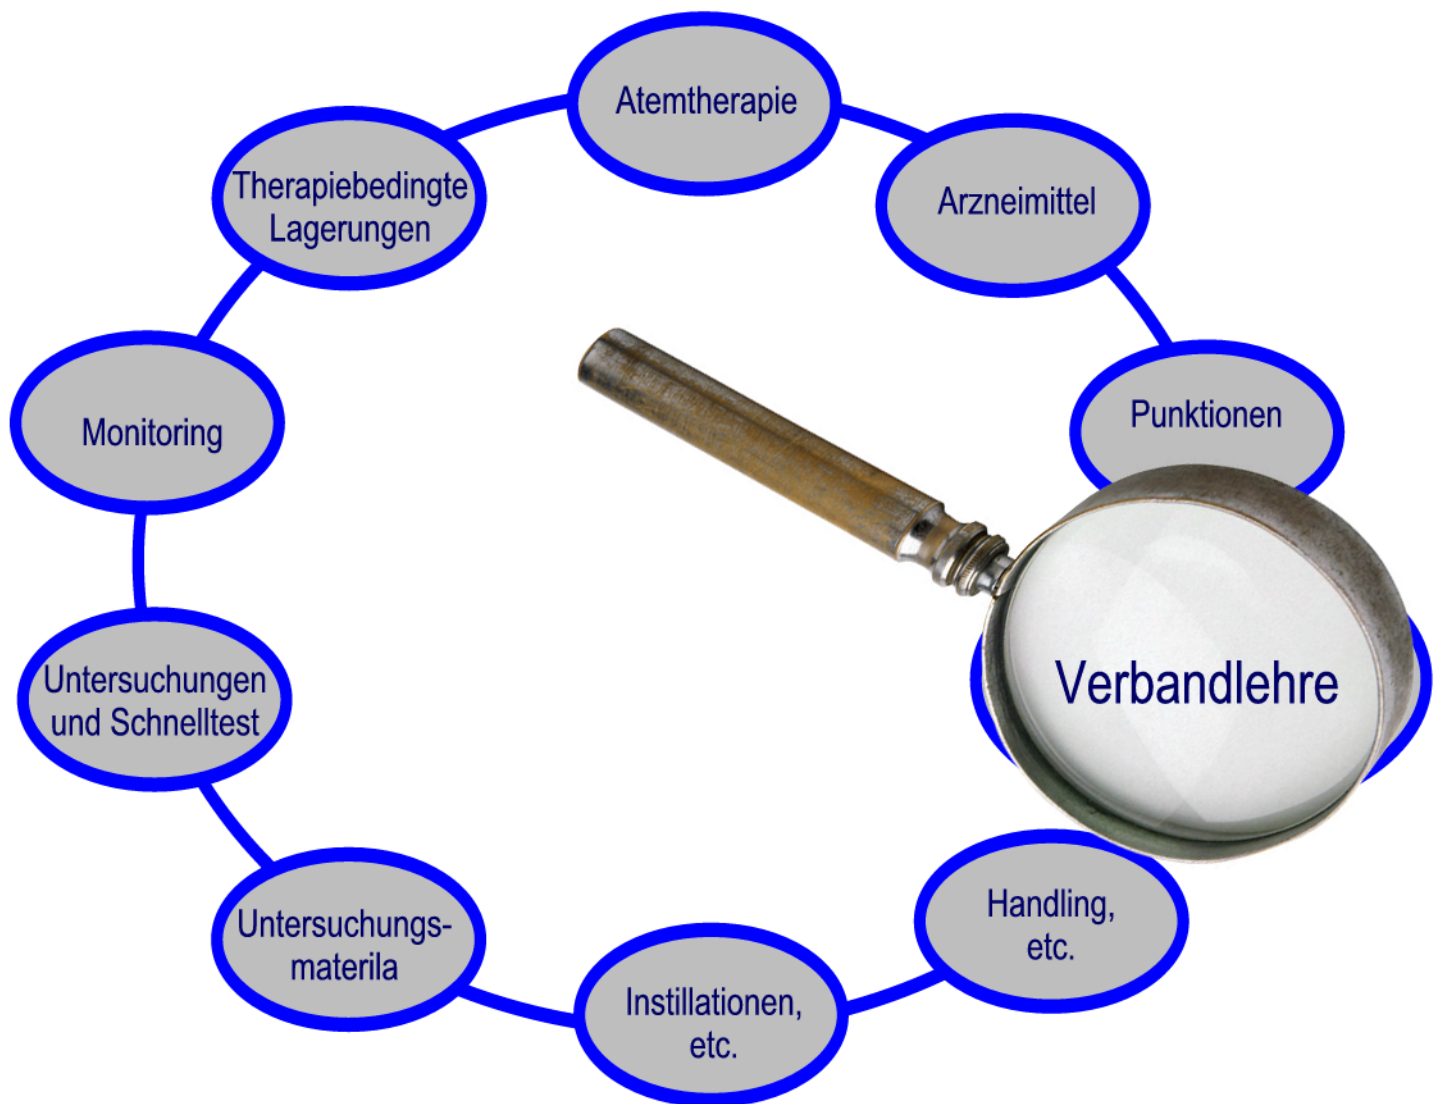 Atemtherapie
Arzneimittel
Punktionen
Verbandlehre
Handling,
etc.
Instillationen,
etc.
Untersuchungs-
materila
Untersuchungen
und Schnelltest
Monitoring
Therapiebedingte
Lagerungen